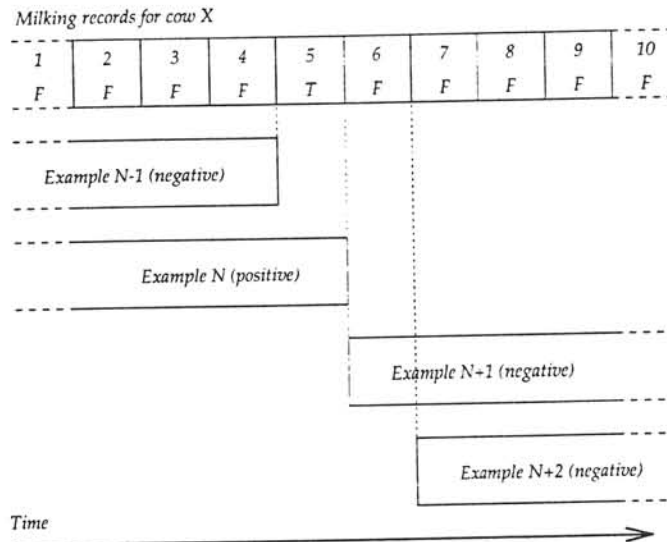 Milking records for cow X
1 2 3 4 5 6 7 8 9 10
F F F F T F F F F F
Example N-1 (negative)
Example N (positive)
Example N+1 (negative)
Example N+2 (negative)
Time